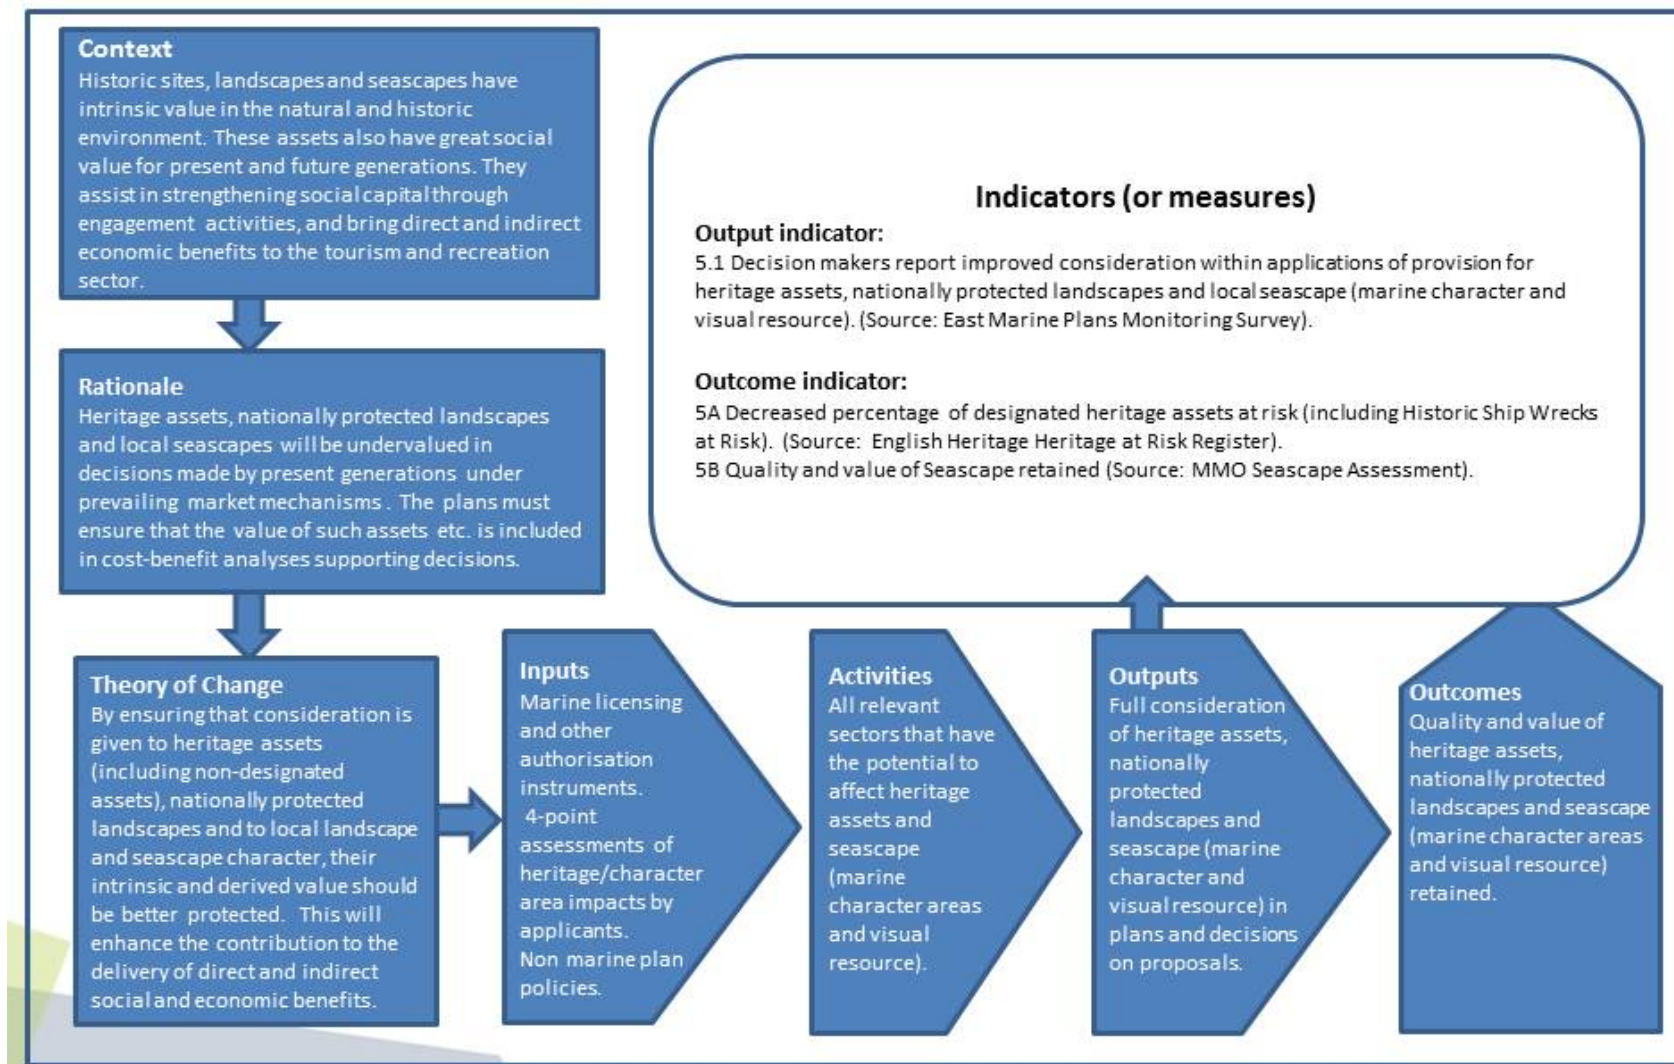 Context
Historic sites, landscapes and seascapes have
intrinsic value in the natural and historic
environment. These assets also have great social
value for present and future generations. They
assist in strengthening social capital through
engagement activities, and bring direct and indirect
economic benefits to the tourism and recreation
sector.
Rationale
Heritage assets, nationally protected landscapes
and local seascapes will be undervalued in
decisions made by present generations under
prevailing market mechanisms . The plans must
ensure that the value of such assets etc. is included
in cost-benefit analyses supporting decisions.
Theory of Change
By ensuring that consideration is
given to heritage assets
(including non-designated
assets), nationally protected
landscapes and to local landscape
and seascape character, their
intrinsic and derived value should
be better protected. This will
enhance the contribution to the
delivery of direct and indirect
social and economic benefits.
Inputs
Marine licensing
and other
authorisation
instruments.
4-point
assessments of
heritage/character
area impacts by
applicants.
Non marine plan
policies.
Activities
All relevant
sectors that have
the potential to
affect heritage
assets and
seascape
(marine
character areas
and visual
resource).
Outputs
Full consideration
of heritage assets,
nationally
protected
landscapes and
seascape (marine
character and
visual resource) in
plans and decisions
on proposals.
Outcomes
Quality and value of
heritage assets,
nationally protected
landscapes and seascape
(marine character areas
and visual resource)
retained.
Indicators (or measures)
Output indicator:
5.1 Decision makers report improved consideration within applications of provision for
heritage assets, nationally protected landscapes and local seascape (marine character and
visual resource). (Source: East Marine Plans Monitoring Survey).
Outcome indicator:
5A Decreased percentage of designated heritage assets at risk (including Historic Ship Wrecks
at Risk). (Source: English Heritage Heritage at Risk Register).
5B Quality and value of Seascape retained (Source: MMO Seascape Assessment).